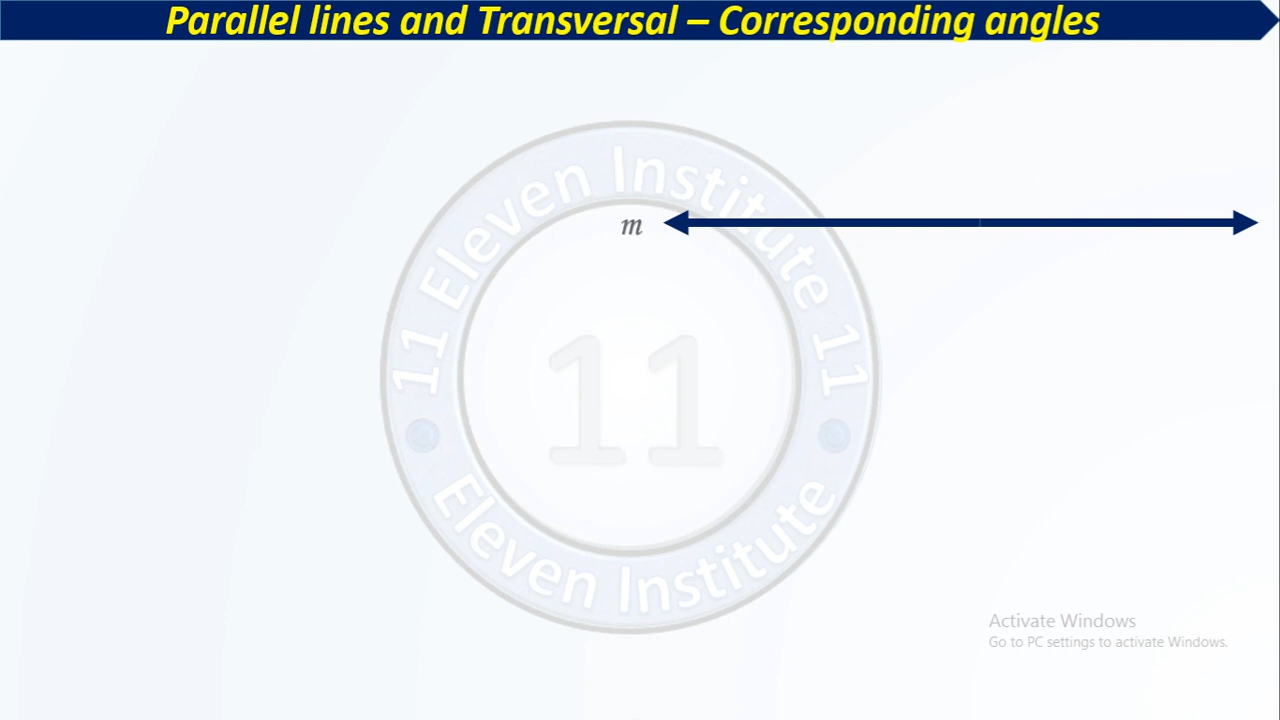 Parallel lines and Transversal – Corresponding angles
11 Eleven Institute 11
m
11
Eleven Institute
Activate Windows
Go to PC settings to activate Windows.